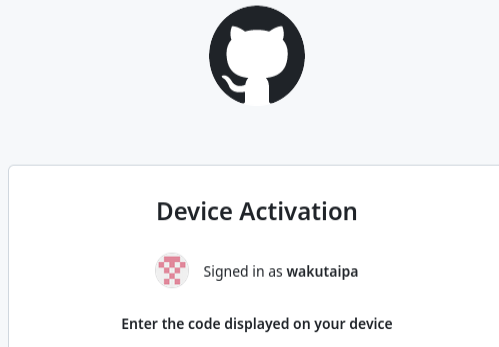 Device Activation
Signed in as wakutaipa
Enter the code displayed on your device